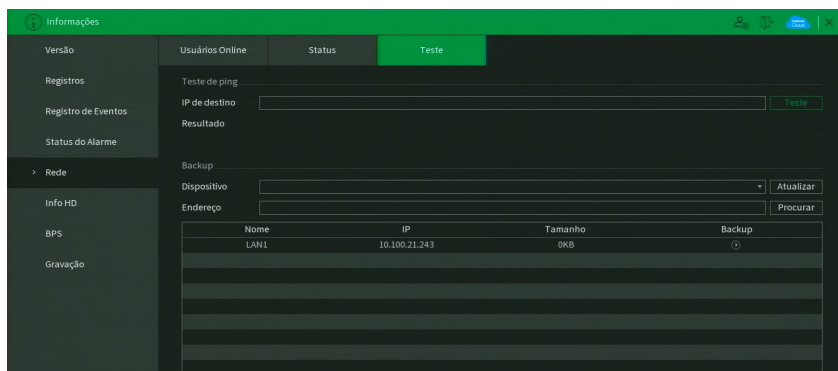 Informações
Versão
Registros
Registro de Eventos
Status do Alarme
> Rede
Info HD
BPS
Gravação
Usuários Online Status Teste
Teste de ping
IP de destino Teste
Resultado
Backup
Dispositivo Atualizar
Endereço Procurar
Nome IP Tamanho Backup
LAN1 10.100.21.243 0KB